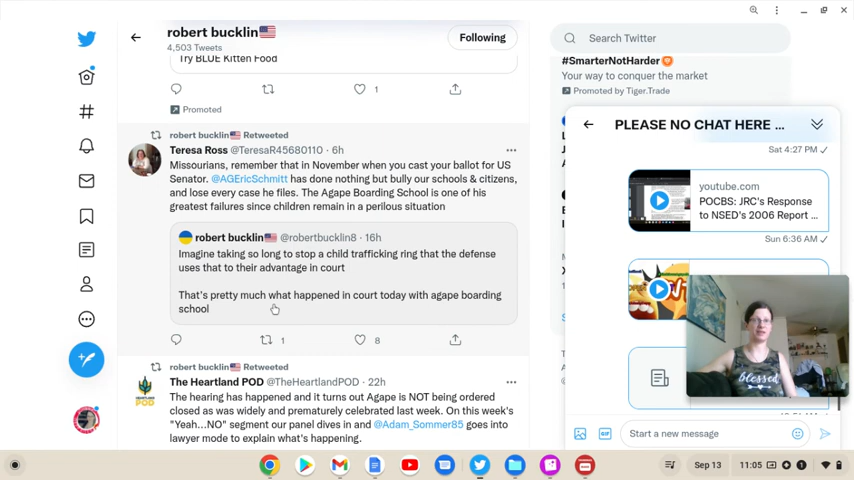 robert bucklin🇺🇸
4,503 Tweets
Following
Search Twitter
Try BLUE Kitten Food
1
Promoted
robert bucklin🇺🇸 Retweeted
Teresa Ross @TeresaR45680110 · 6h
Missourians, remember that in November when you cast your ballot for US
Senator. @AGEricSchmitt has done nothing but bully our schools & citizens,
and lose every case he files. The Agape Boarding School is one of his
greatest failures since children remain in a perilous situation
robert bucklin🇺🇸 @robertbucklin8 · 16h
Imagine taking so long to stop a child trafficking ring that the defense
uses that to their advantage in court
That's pretty much what happened in court today with agape boarding
school
1
8
robert bucklin🇺🇸 Retweeted
The Heartland POD @TheHeartlandPOD · 22h
The hearing has happened and it turns out Agape is NOT being ordered
closed as was widely and prematurely celebrated last week. On this week's
"Yeah...NO" segment our panel dives in and @Adam_Sommer85 goes into
lawyer mode to explain what's happening.
HEARTLAND
POD
#SmarterNotHarder
Your way to conquer the market
Promoted by Tiger.Trade
PLEASE NO CHAT HERE ...
Sat 4:27 PM
youtube.com
POCBS: JRC's Response
to NSED's 2006 Report ...
Sun 6:36 AM
blessed
Start a new message
GIF
Sep 13
11:05